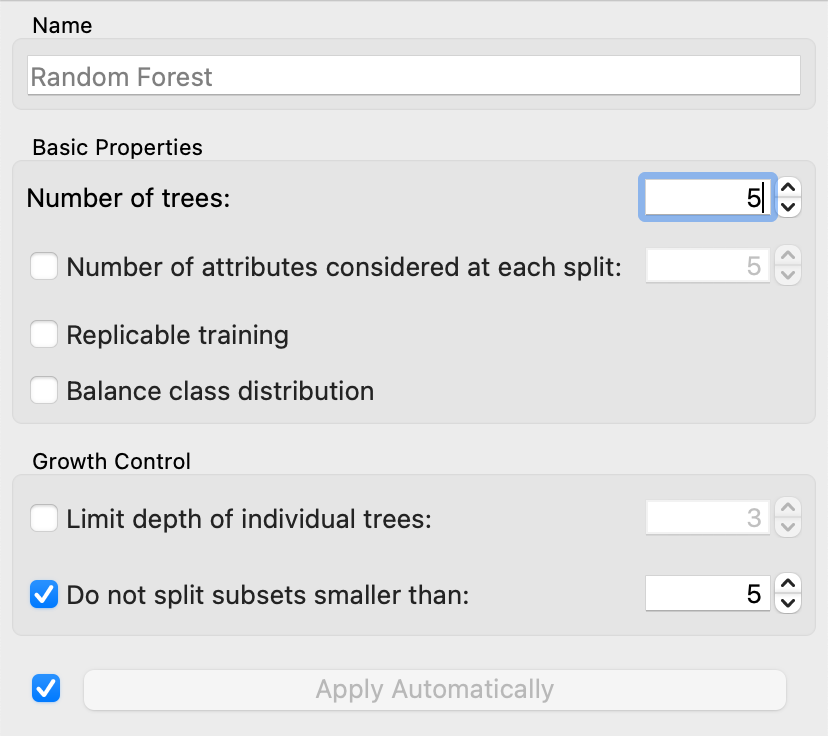 Name
Random Forest
Basic Properties
Number of trees: 5
Number of attributes considered at each split: 5
Replicable training
Balance class distribution
Growth Control
Limit depth of individual trees: 3
Do not split subsets smaller than: 5
Apply Automatically